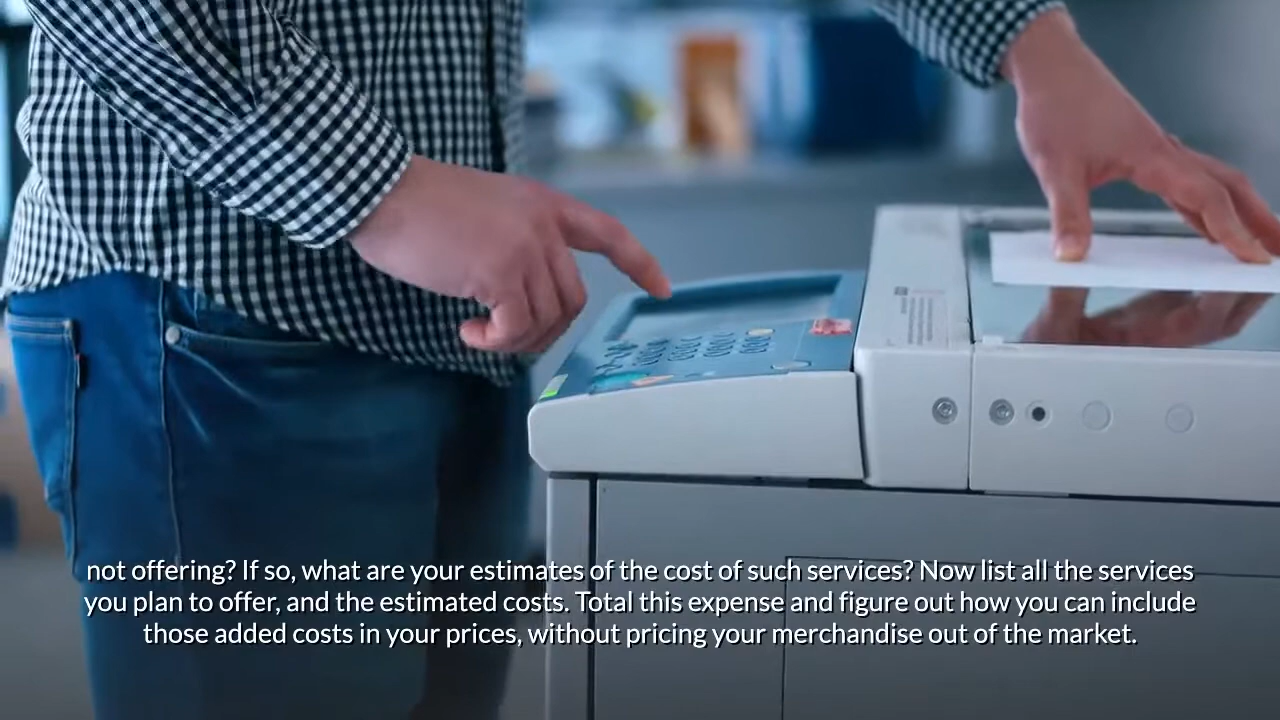 not offering? If so, what are your estimates of the cost of such services? Now list all the services
you plan to offer, and the estimated costs. Total this expense and figure out how you can include
those added costs in your prices, without pricing your merchandise out of the market.